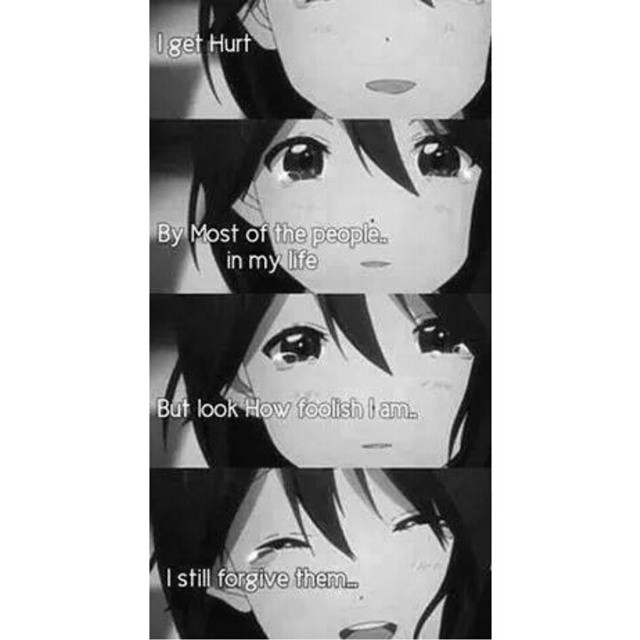 I get Hurt
By Most of the people..
in my life
But look How foolish I am..
I still forgive them...